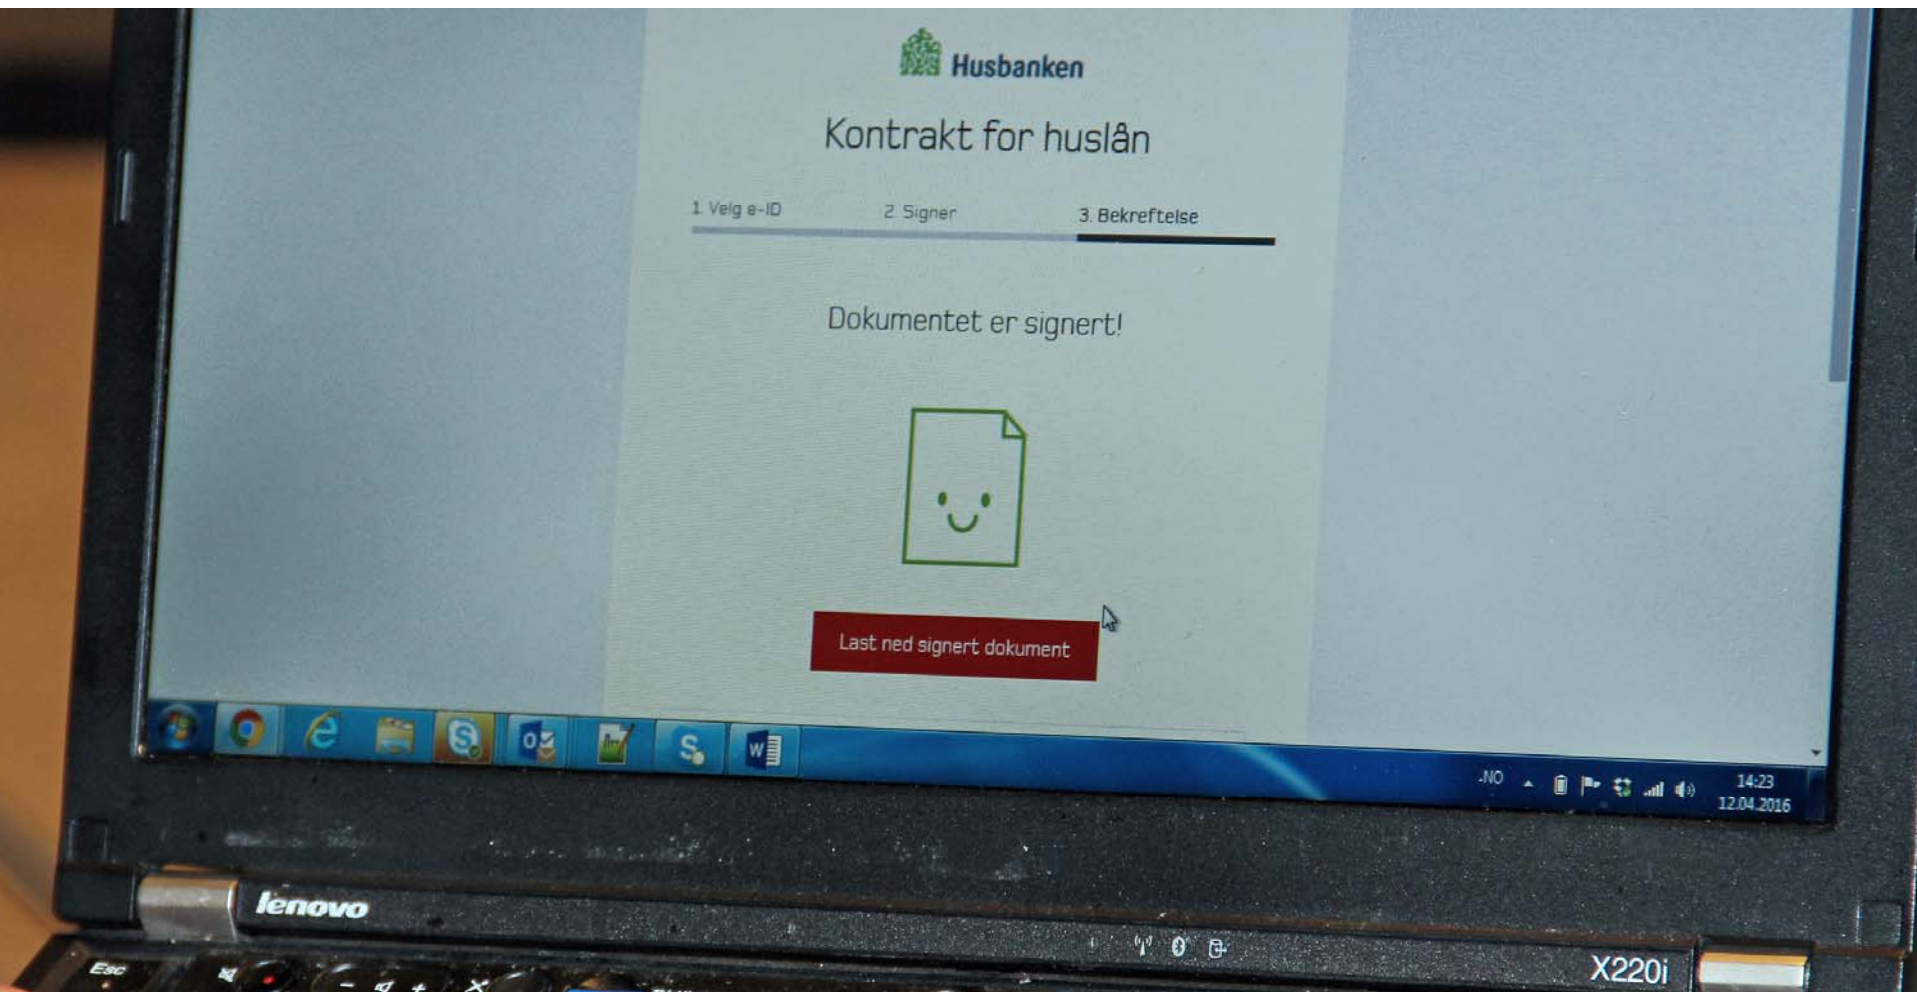 Husbanken
Kontrakt for huslån
1. Velg e-ID
2. Signer
3. Bekreftelse
Dokumentet er signert!
Last ned signert dokument
NO
14:23
12.04.2016
lenovo
X220i
Esc